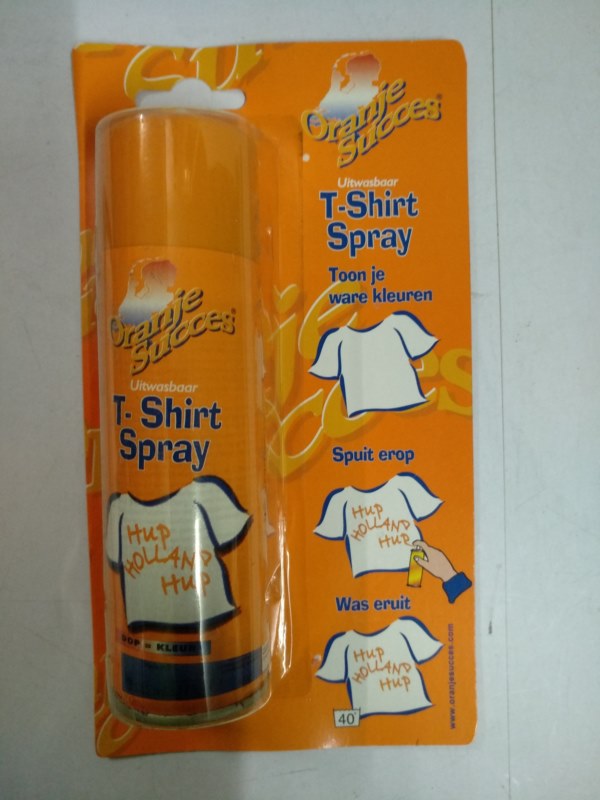 Oranje
Succes
Uitwasbaar
T-Shirt
Spray
Toon je
ware kleuren
Spuit erop
HUP
HOLLAND
HUP
Was eruit
HUP
HOLLAND
HUP
40°
www.oranjesucces.com
Oranje
Succes
Uitwasbaar
T-Shirt
Spray
HUP
HOLLAND
HUP
DOP = KLEUR